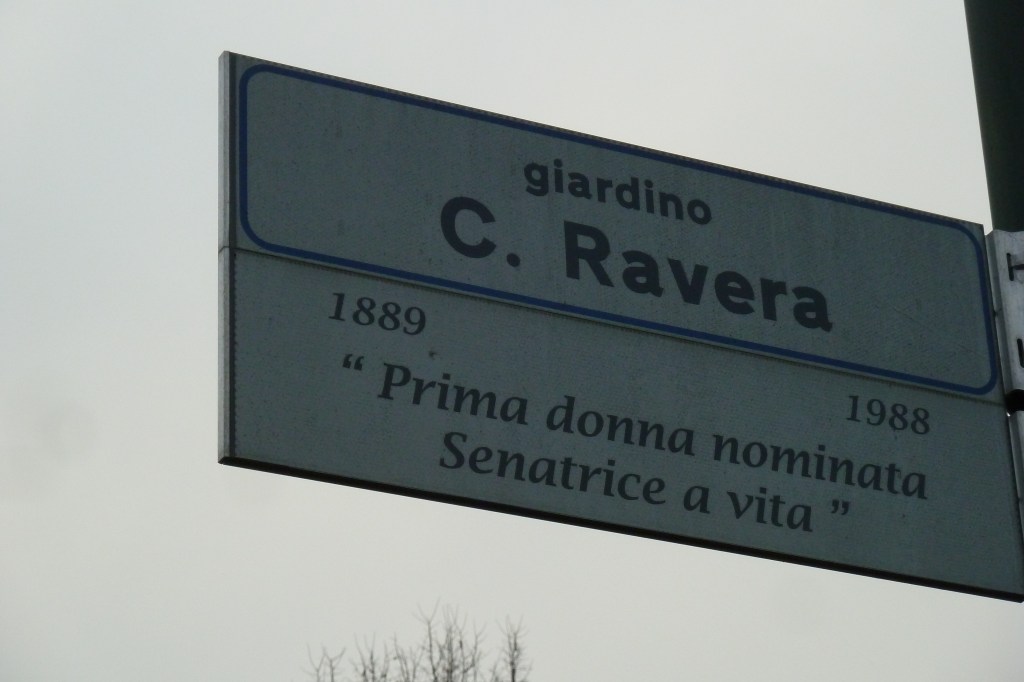 giardino
C. Ravera
1889
1988
“ Prima donna nominata
Senatrice a vita ”